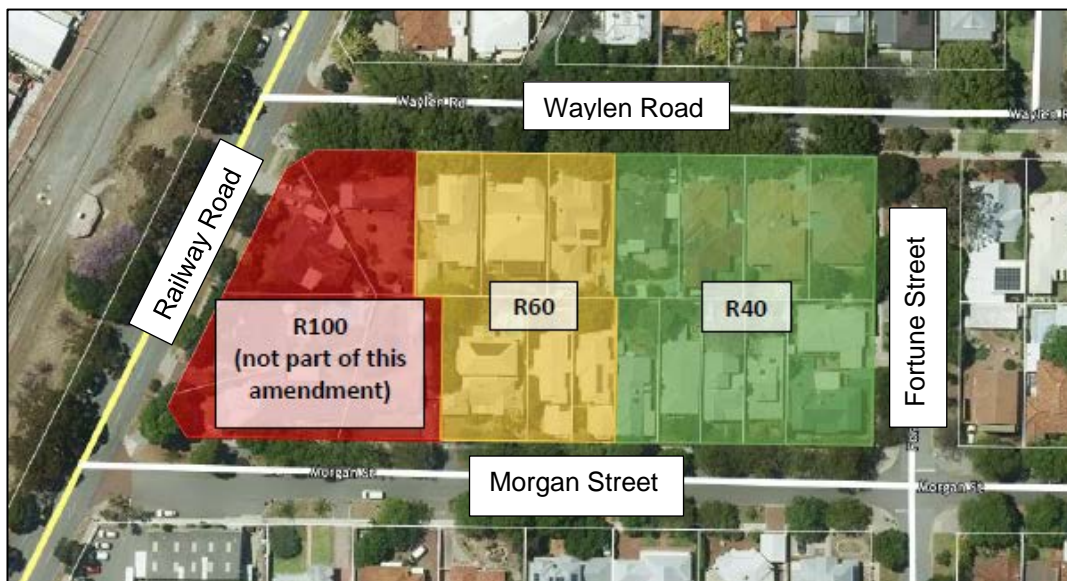 Waylen Rd
Waylen Road
Waylen R
Railway Road
R100
(not part of this
amendment)
R60
R40
Fortune Street
Morgan St
Morgan Street
Morgan St